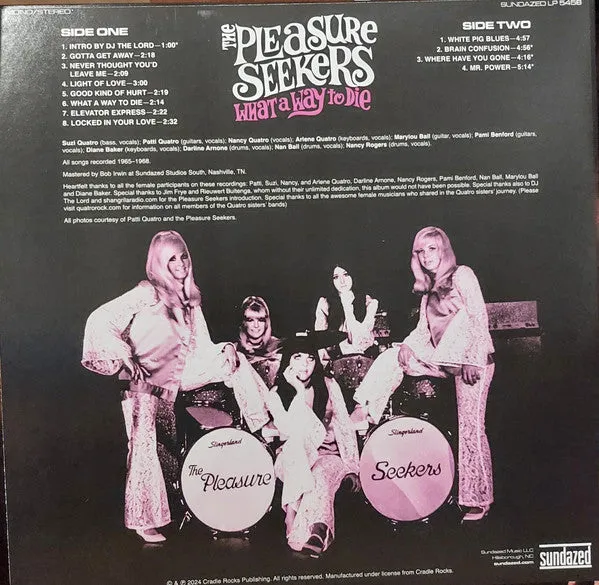 MONO/STEREO
SUNDAZED LP 5458
SIDE ONE
1. INTRO BY DJ THE LORD—1:00*
2. GOTTA GET AWAY—2:18
3. NEVER THOUGHT YOU'D
LEAVE ME—2:09
4. LIGHT OF LOVE—3:00
5. GOOD KIND OF HURT—2:19
6. WHAT A WAY TO DIE—2:14
7. ELEVATOR EXPRESS—2:22
8. LOCKED IN YOUR LOVE—2:32
THE
PLEASURE
SEEKERS
WHAT A WAY TO DIE
SIDE TWO
1. WHITE PIG BLUES—4:57
2. BRAIN CONFUSION—4:56*
3. WHERE HAVE YOU GONE—4:16*
4. MR. POWER—5:14*
Suzi Quatro (bass, vocals); Patti Quatro (guitars, vocals); Nancy Quatro (vocals); Arlene Quatro (keyboards, vocals); Marylou Ball (guitar, vocals); Pami Benford (guitars,
vocals); Diane Baker (keyboards, vocals); Darline Arnone (drums, vocals); Nan Ball (drums, vocals); Nancy Rogers (drums, vocals).
All songs recorded 1965–1968.
Mastered by Bob Irwin at Sundazed Studios South, Nashville, TN.
Heartfelt thanks to all the female participants on these recordings: Patti, Suzi, Nancy, and Arlene Quatro, Darline Arnone, Nancy Rogers, Pami Benford, Nan Ball, Marylou Ball
and Diane Baker. Special thanks to Jim Frye and Rieuwert Buitenga, whom without their unlimited dedication, this album would not have been possible. Special thanks also to DJ
The Lord and shangrilaradio.com for the Pleasure Seekers introduction. Special thanks to all the awesome female musicians who shared in the Quatro sisters' journey. (Please
visit quatrorock.com for information on all members of the Quatro sisters' bands)
All photos courtesy of Patti Quatro and the Pleasure Seekers.
Slingerland
The Pleasure
Slingerland
Seekers
Sundazed Music LLC
Hillsborough, NC
sundazed.com
sundazed
© & ℗ 2024 Cradle Rocks Publishing. All rights reserved. Manufactured under license from Cradle Rocks.